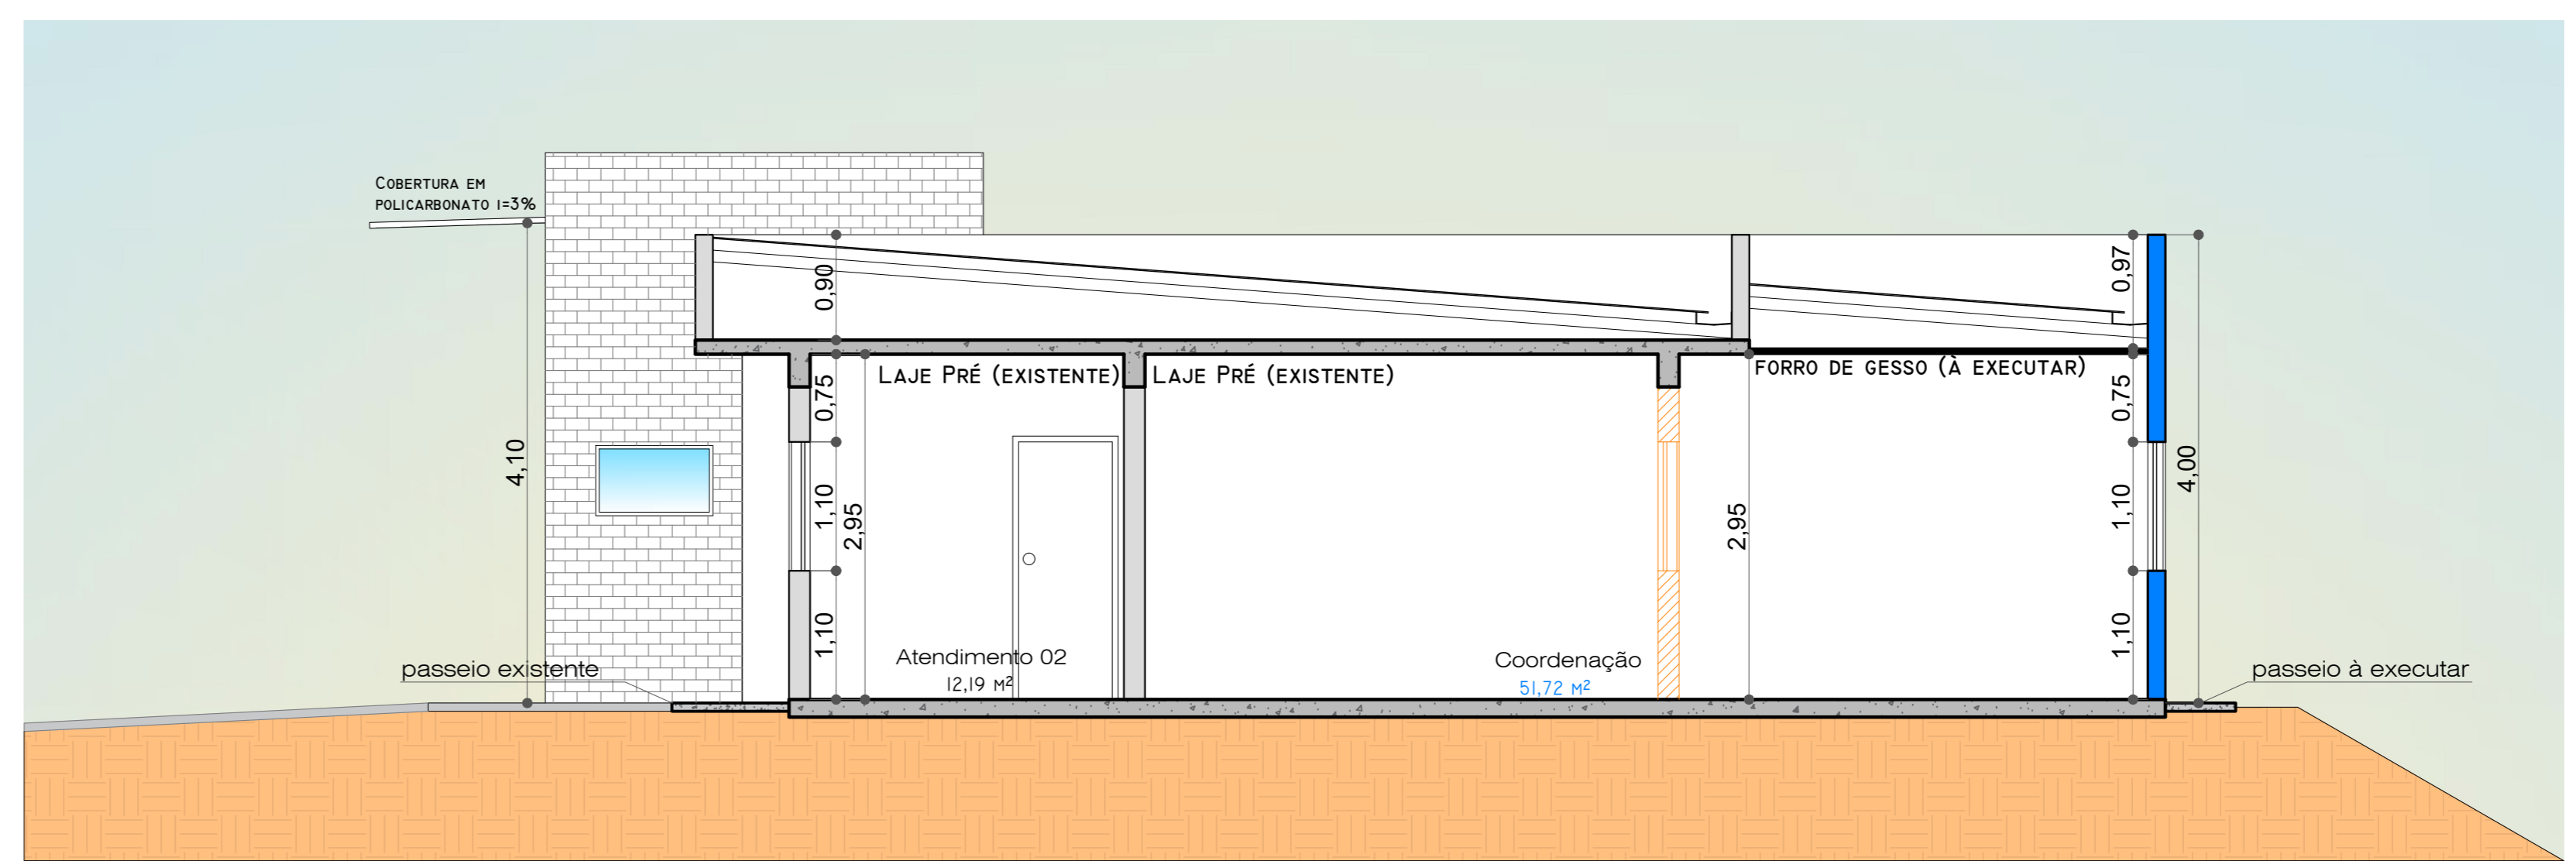 COBERTURA EM
POLICARBONATO I=3%
0,90
0,97
LAJE PRÉ (EXISTENTE)
LAJE PRÉ (EXISTENTE)
FORRO DE GESSO (À EXECUTAR)
0,75
0,75
4,10
1,10
2,95
2,95
1,10
4,00
1,10
1,10
Atendimento 02
12,19 M²
Coordenação
51,72 M²
passeio existente
passeio à executar